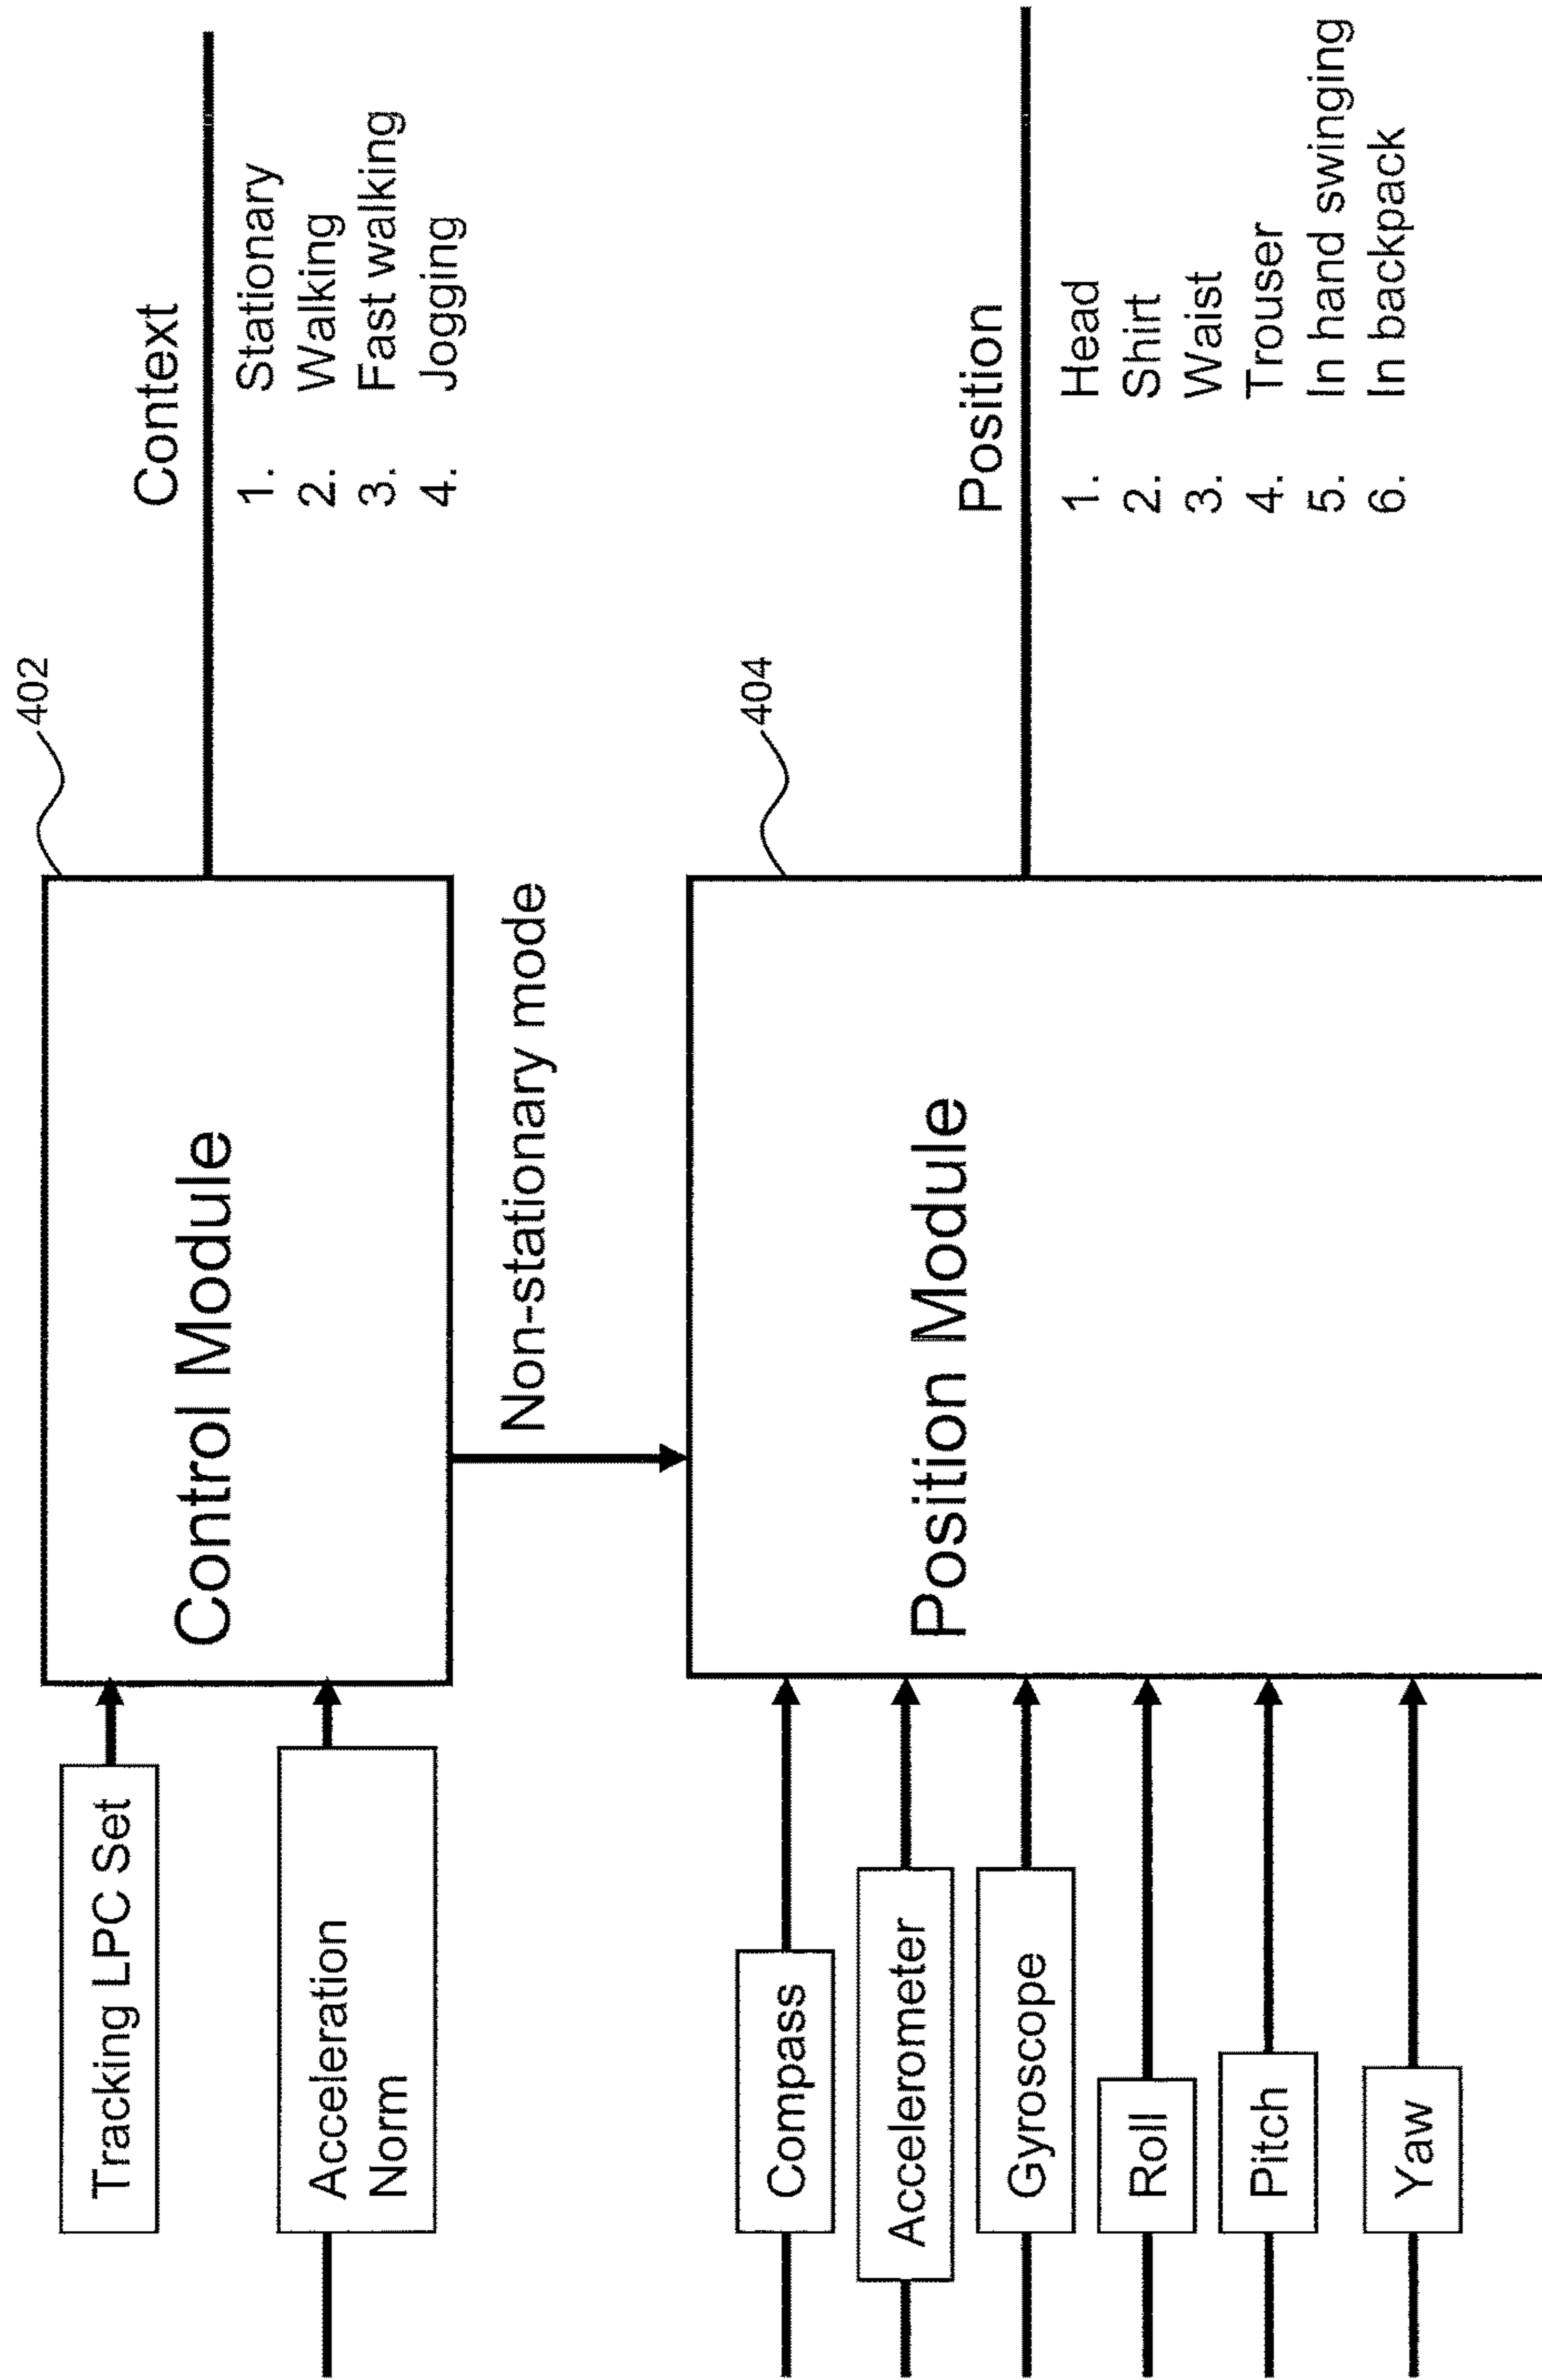 402
Tracking LPC Set
Control Module
Context
1. Stationary
2. Walking
3. Fast walking
4. Jogging
Acceleration
Norm
Non-stationary mode
404
Compass
Accelerometer
Gyroscope
Roll
Pitch
Yaw
Position Module
Position
1. Head
2. Shirt
3. Waist
4. Trouser
5. In hand swinging
6. In backpack